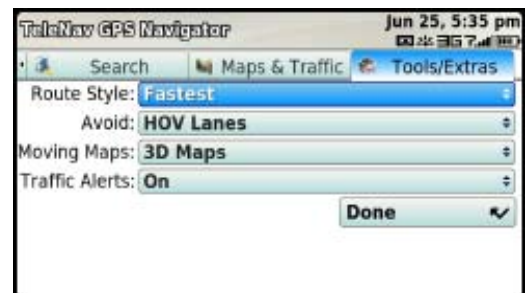 TeleNav GPS Navigator
Jun 25, 5:35 pm
3G
Search
Maps & Traffic
Tools/Extras
Route Style: Fastest
Avoid: HOV Lanes
Moving Maps: 3D Maps
Traffic Alerts: On
Done